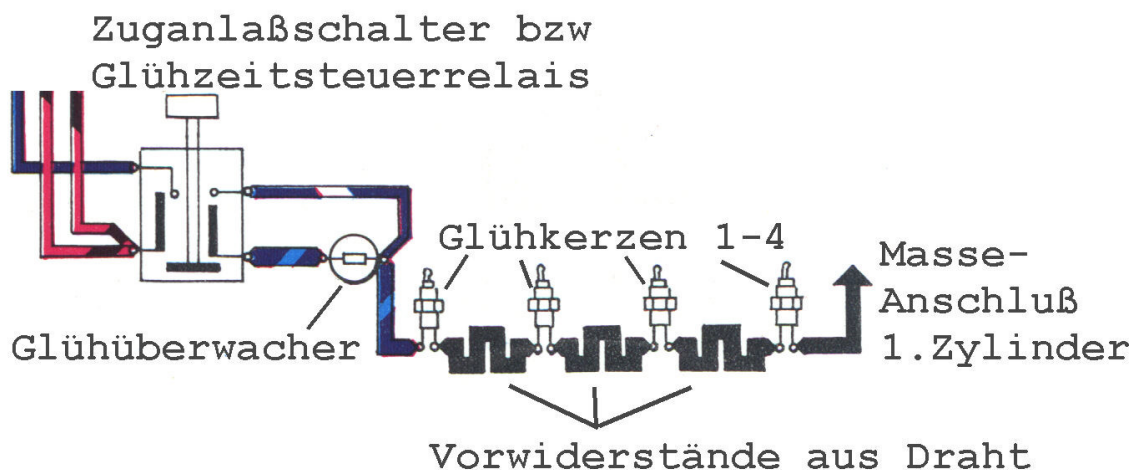 Zuganlaßschalter bzw
Glühzeitsteuerrelais
Glühkerzen 1-4
Masse-
Anschluß
1.Zylinder
Glühüberwacher
Vorwiderstände aus Draht